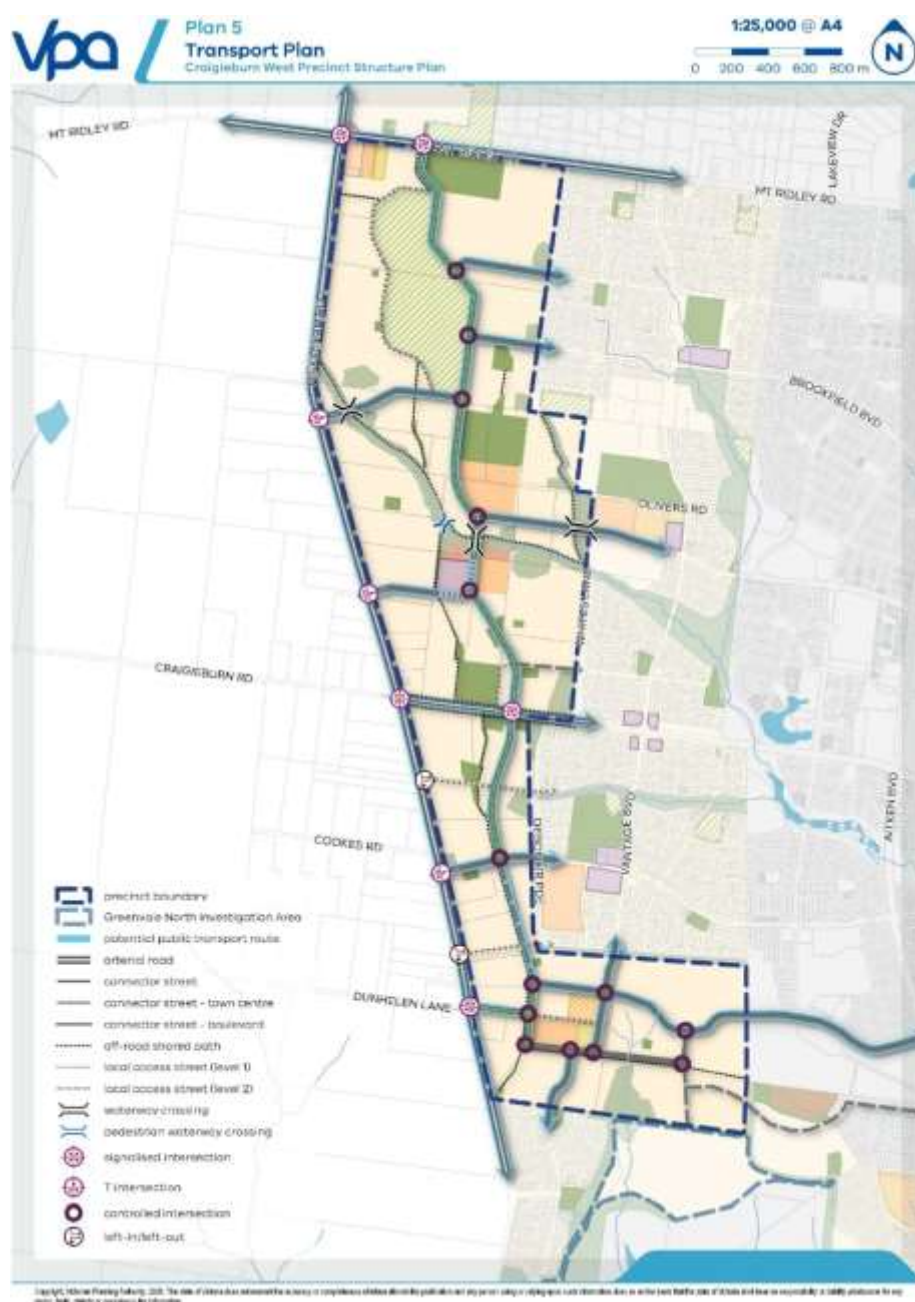 vpa
Plan 5
Transport Plan
Craigieburn West Precinct Structure Plan
1:25,000 @ A4
0 200 400 600 800 m
N
MT RIDLEY RD
LAKEVIEW DR
MT RIDLEY RD
BROOKFIELD BVD
OLIVERS RD
CRAIGIEBURN RD
AITKEN BVD
VANTAGE BVD
COOKES RD
DUNHELEN LANE
precinct boundary
Greenvale North Investigation Area
potential public transport route
arterial road
connector street
connector street - town centre
connector street - boulevard
off-road shared path
local access street (level 1)
local access street (level 2)
waterway crossing
pedestrian waterway crossing
signalised intersection
T intersection
controlled intersection
left-in/left-out